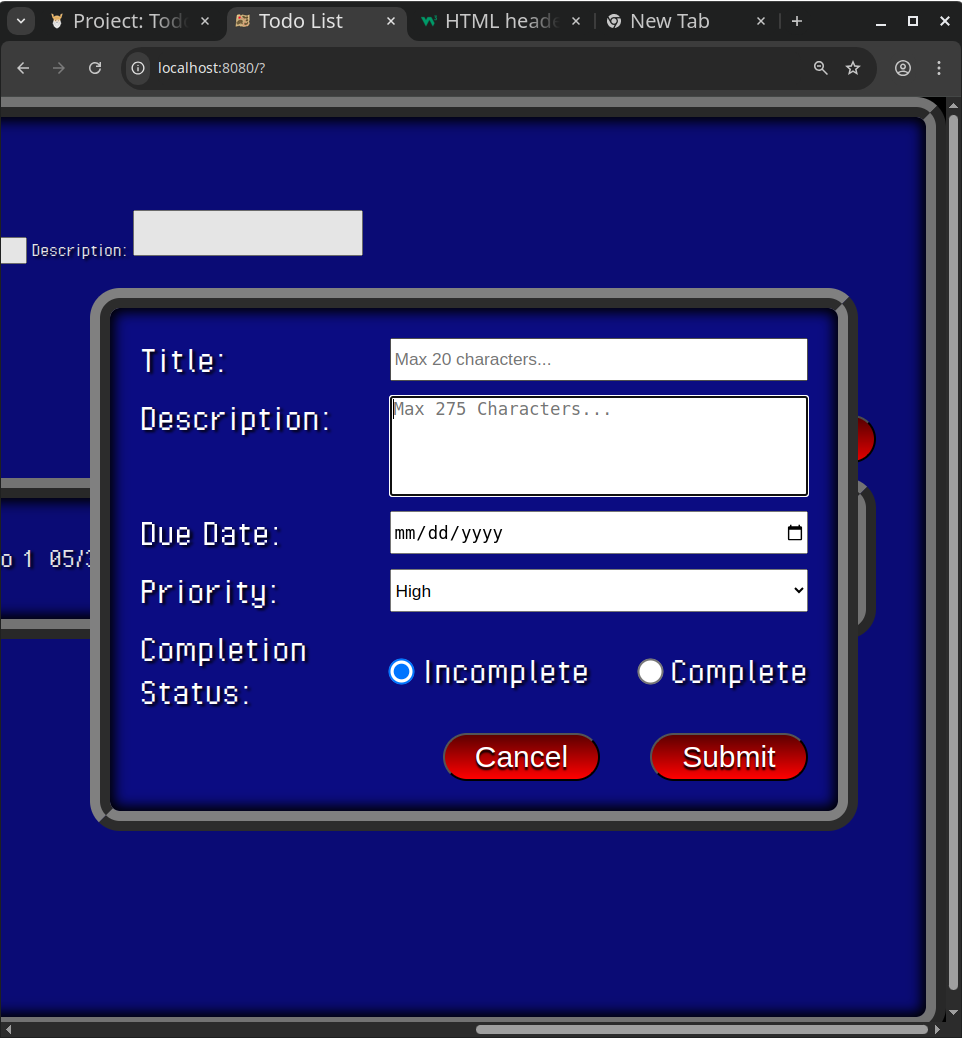 Project: Todo
Todo List
HTML heade
New Tab
localhost:8080/?
Description:
Title:
Max 20 characters...
Description:
Max 275 Characters...
Due Date:
mm/dd/yyyy
o 1 05/3
Priority:
High
Completion
Status:
Incomplete
Complete
Cancel
Submit